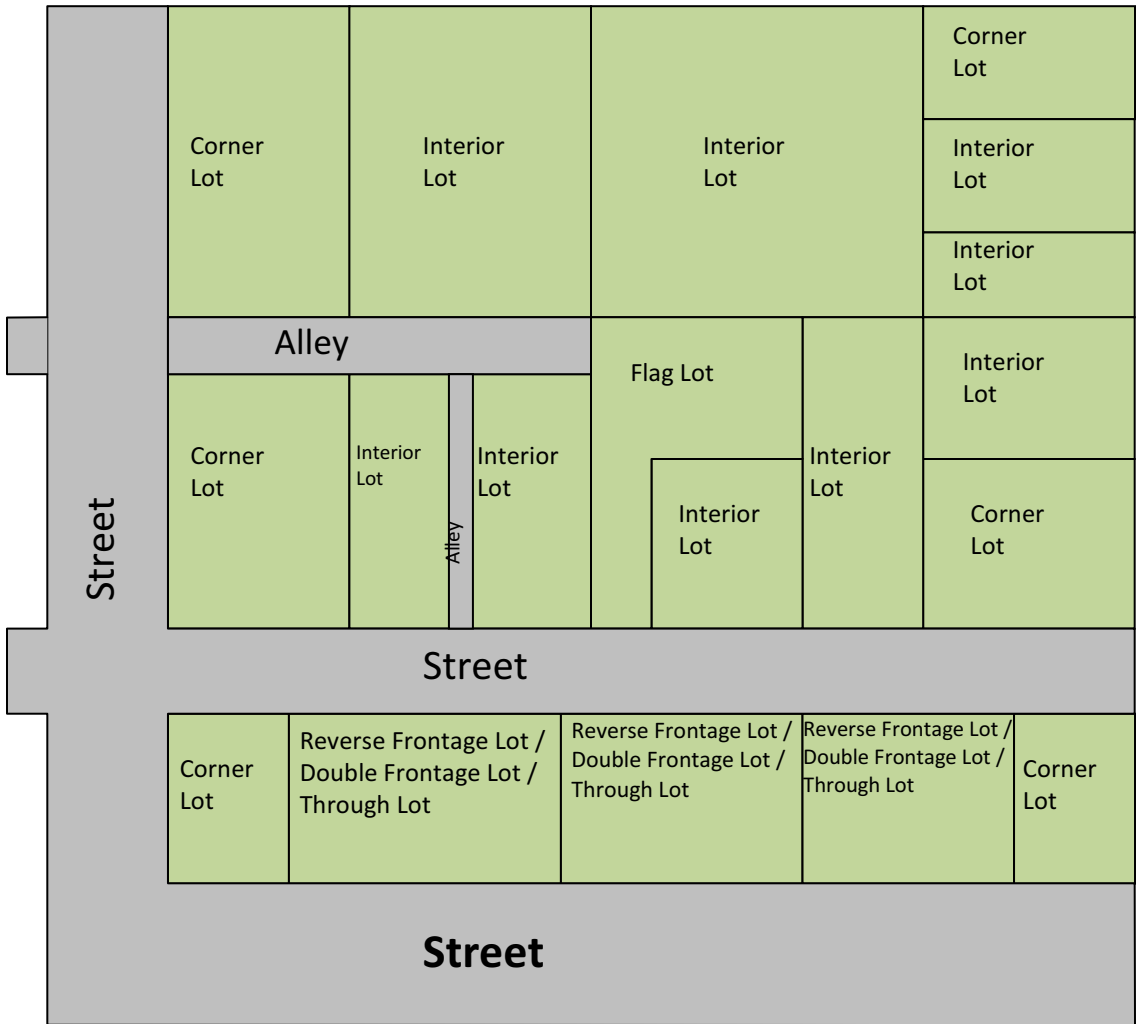 Corner
Lot
Corner
Lot
Interior
Lot
Interior
Lot
Interior
Lot
Interior
Lot
Alley
Flag Lot
Interior
Lot
Corner
Lot
Interior
Lot
Alley
Interior
Lot
Interior
Lot
Interior
Lot
Corner
Lot
Street
Street
Corner
Lot
Reverse Frontage Lot /
Double Frontage Lot /
Through Lot
Reverse Frontage Lot /
Double Frontage Lot /
Through Lot
Reverse Frontage Lot /
Double Frontage Lot /
Through Lot
Corner
Lot
Street